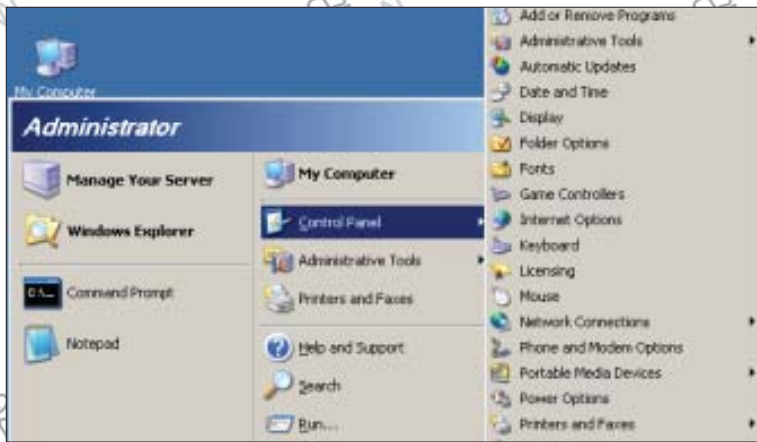 My Computer
Administrator
Manage Your Server
Windows Explorer
Command Prompt
Notepad
My Computer
Control Panel
Administrative Tools
Printers and Faxes
Help and Support
Search
Run...
Add or Remove Programs
Administrative Tools
Automatic Updates
Date and Time
Display
Folder Options
Fonts
Game Controllers
Internet Options
Keyboard
Licensing
Mouse
Network Connections
Phone and Modem Options
Portable Media Devices
Power Options
Printers and Faxes